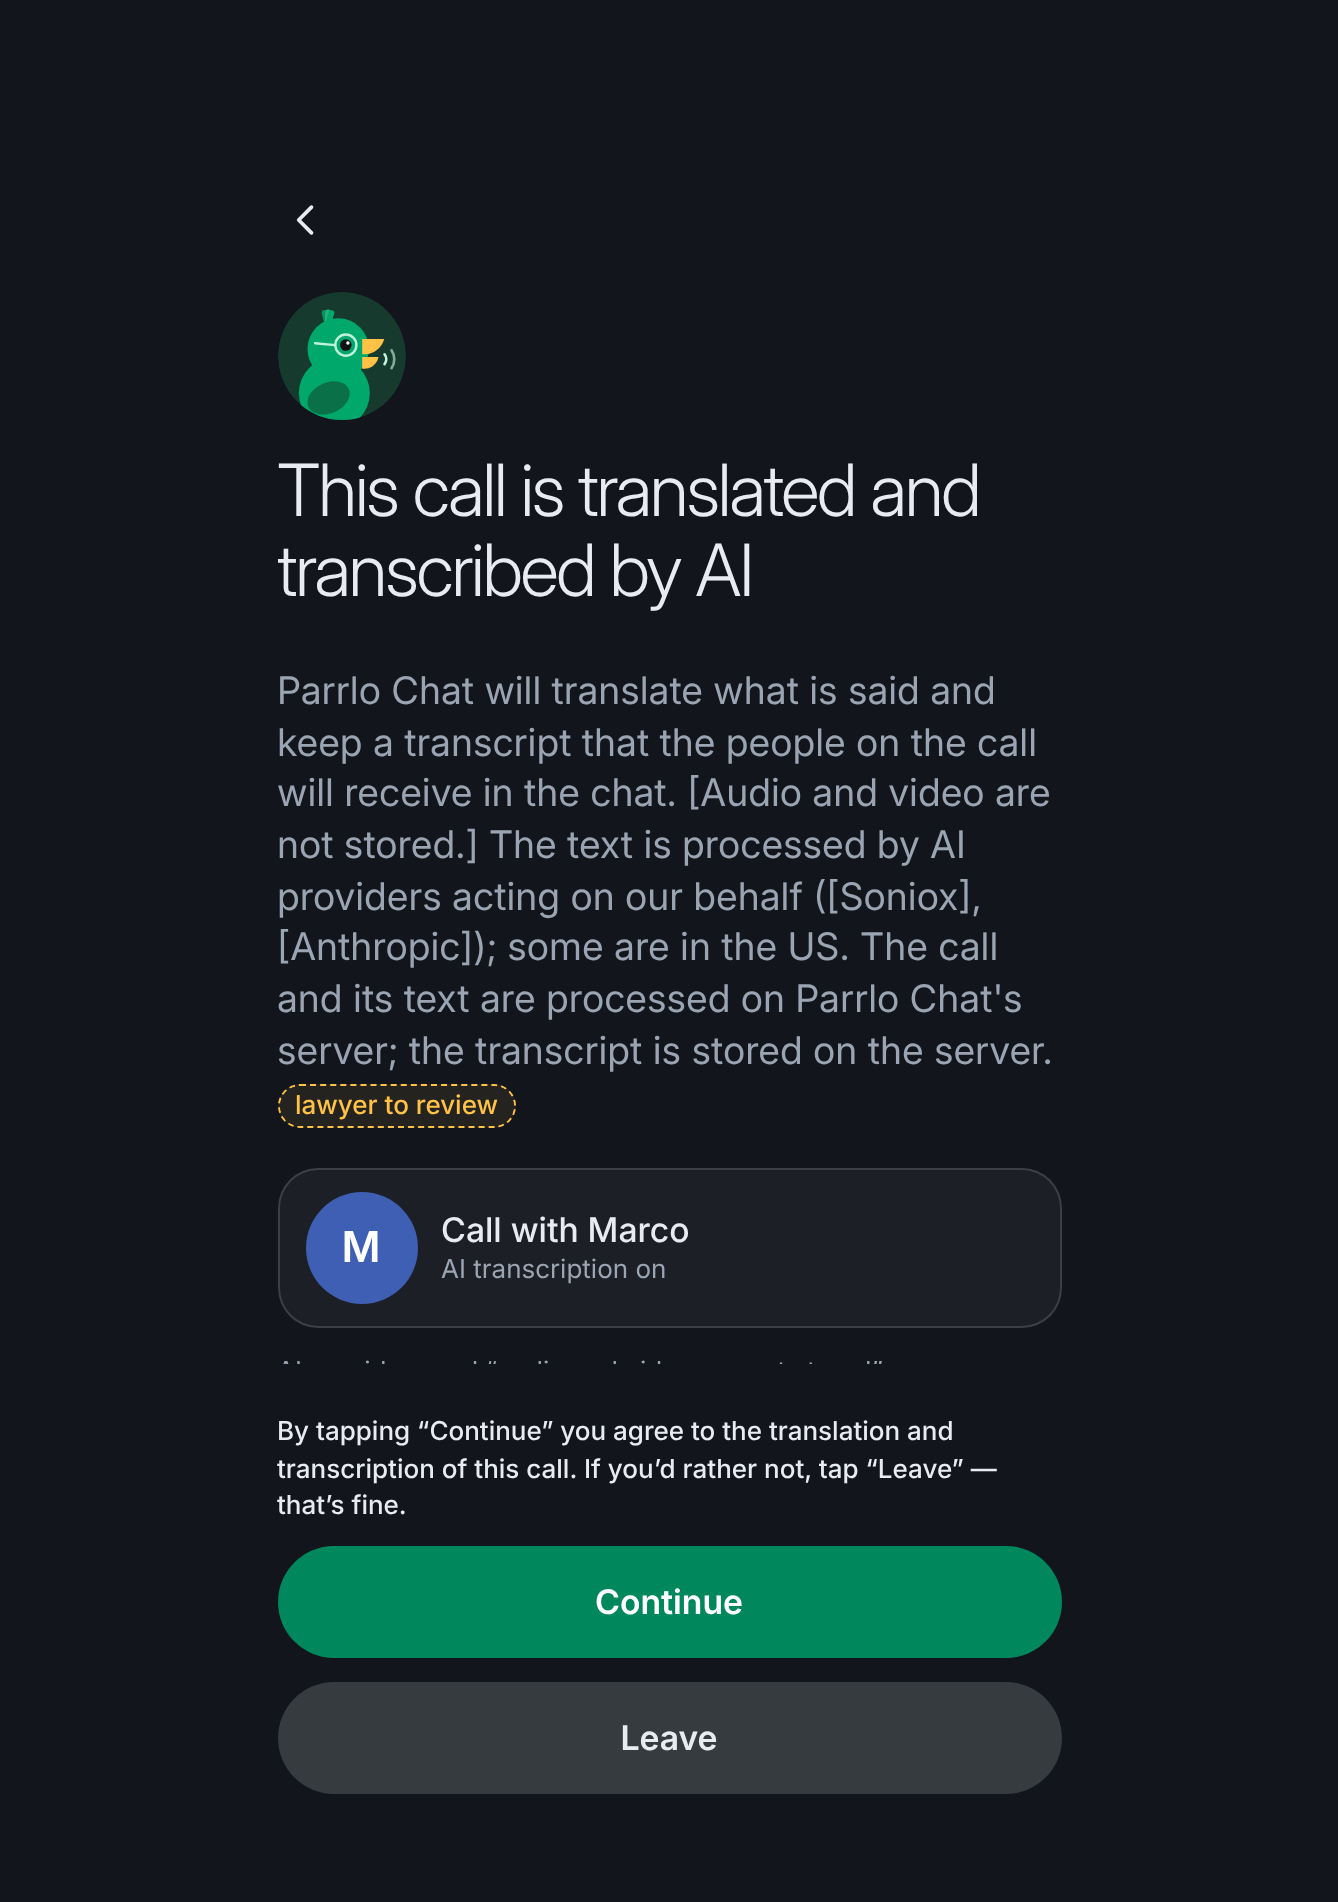 This call is translated and
transcribed by AI
Parrlo Chat will translate what is said and
keep a transcript that the people on the call
will receive in the chat. [Audio and video are
not stored.] The text is processed by AI
providers acting on our behalf ([Soniox],
[Anthropic]); some are in the US. The call
and its text are processed on Parrlo Chat's
server; the transcript is stored on the server.
lawyer to review
M
Call with Marco
AI transcription on
By tapping “Continue” you agree to the translation and
transcription of this call. If you’d rather not, tap “Leave” —
that’s fine.
Continue
Leave